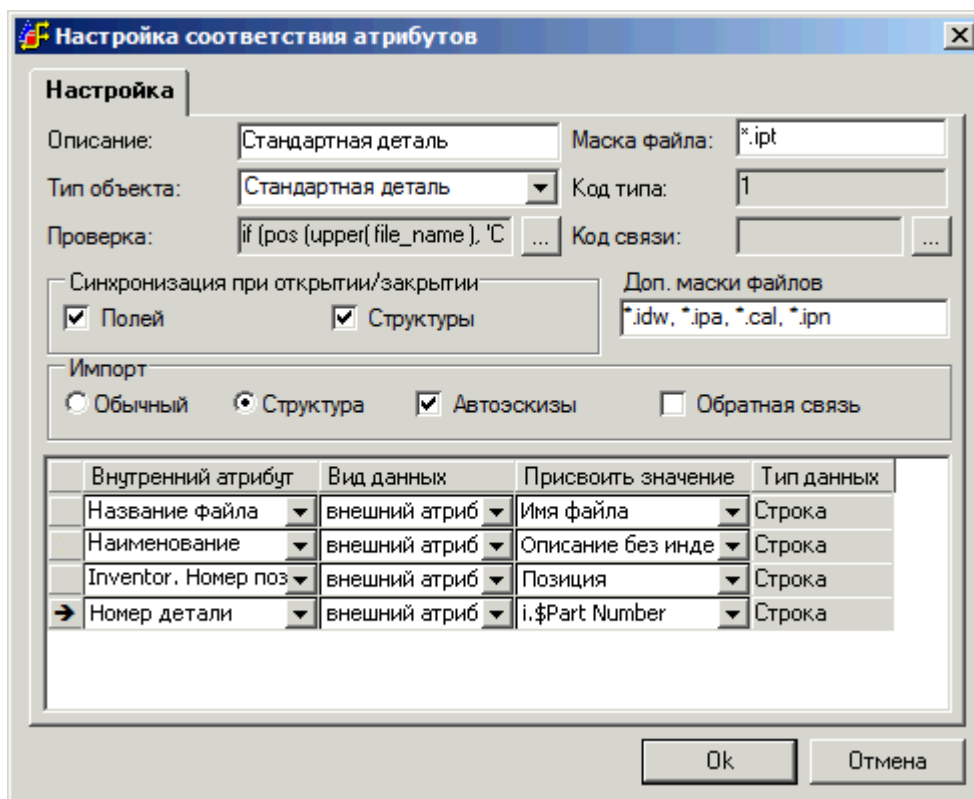 Настройка соответствия атрибутов
Настройка
Описание: Стандартная деталь Маска файла: *.ipt
Тип объекта: Стандартная деталь Код типа: 1
Проверка: if (pos (upper( file_name ), 'C ... Код связи: ...
Синхронизация при открытии/закрытии Доп. маски файлов
Полей Структуры *.idw, *.ipa, *.cal, *.ipn
Импорт
Обычный Структура Автоэскизы Обратная связь
Внутренний атрибут Вид данных Присвоить значение Тип данных
Название файла внешний атриб Имя файла Строка
Наименование внешний атриб Описание без инде Строка
Inventor. Номер поз внешний атриб Позиция Строка
Номер детали внешний атриб i.$Part Number Строка
Ok Отмена